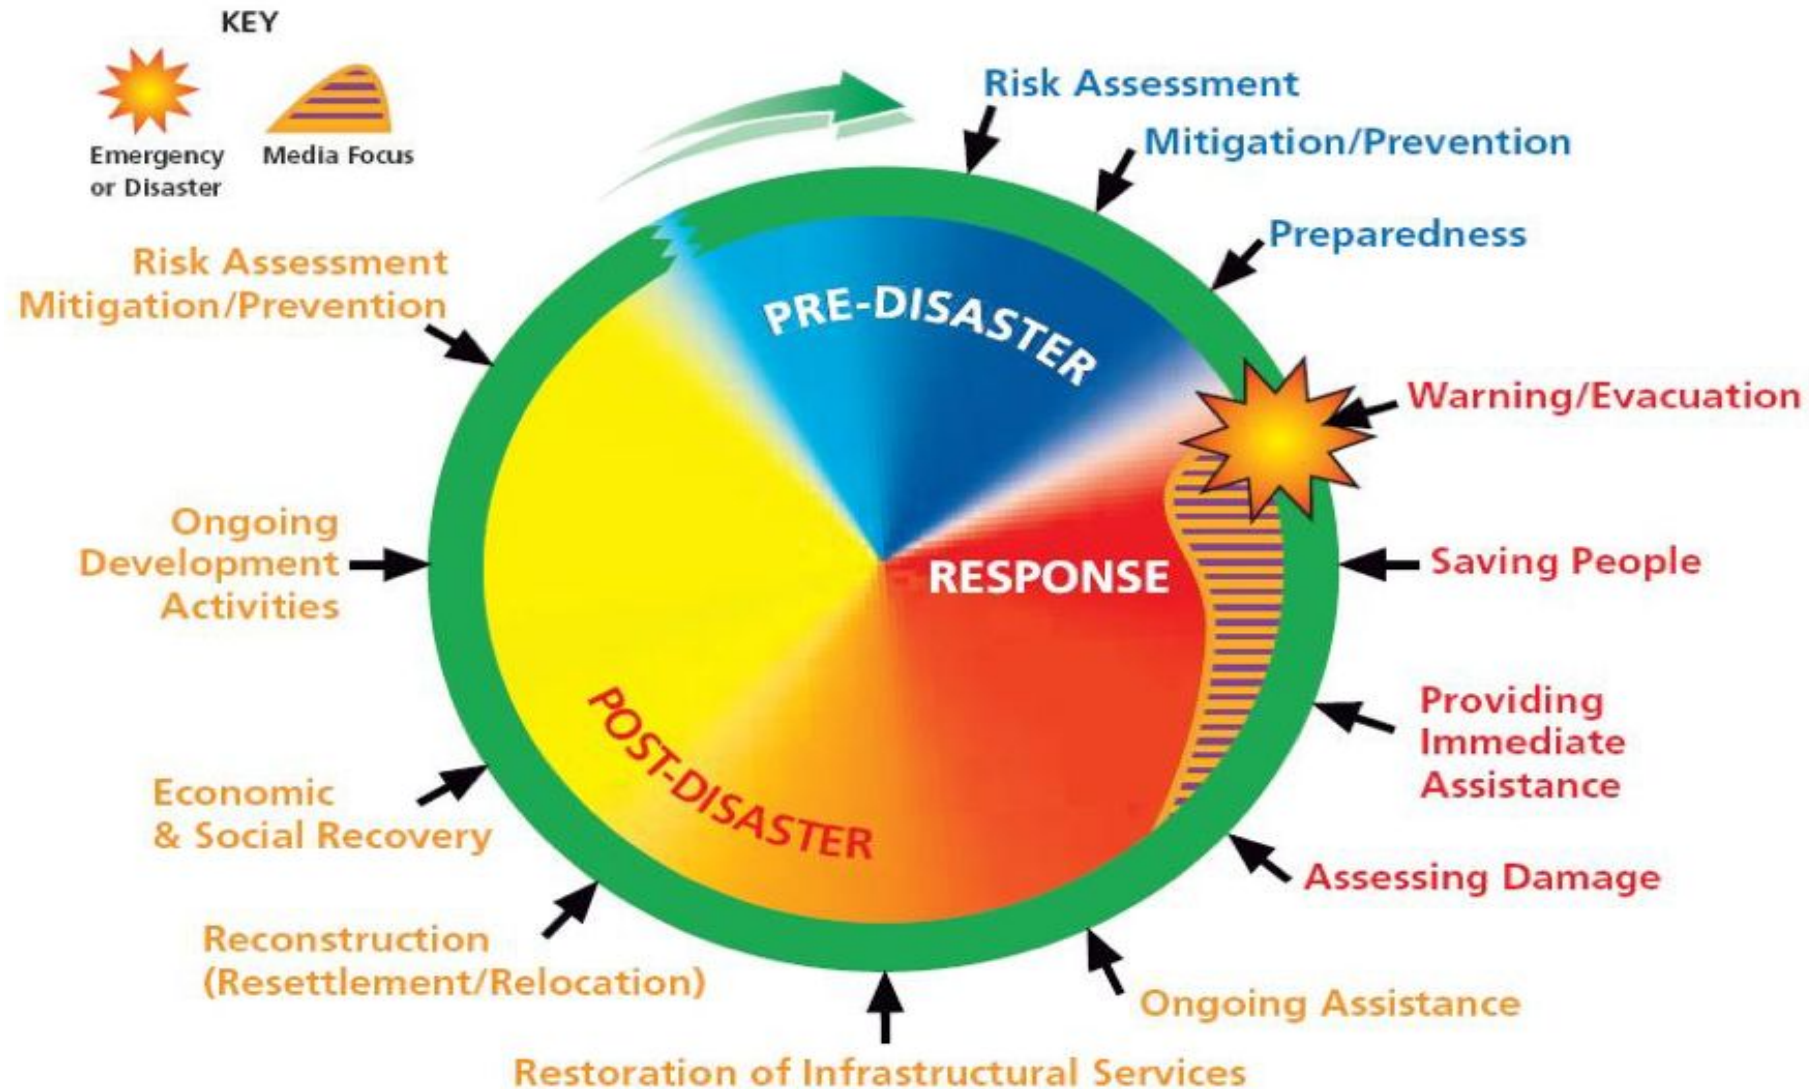 KEY
Emergency
or Disaster
Media Focus
Risk Assessment
Mitigation/Prevention
Preparedness
Warning/Evacuation
Saving People
Providing
Immediate
Assistance
Assessing Damage
Ongoing Assistance
Restoration of Infrastructural Services
Reconstruction
(Resettlement/Relocation)
Economic
& Social Recovery
Ongoing
Development
Activities
Risk Assessment
Mitigation/Prevention
PRE-DISASTER
RESPONSE
POST-DISASTER